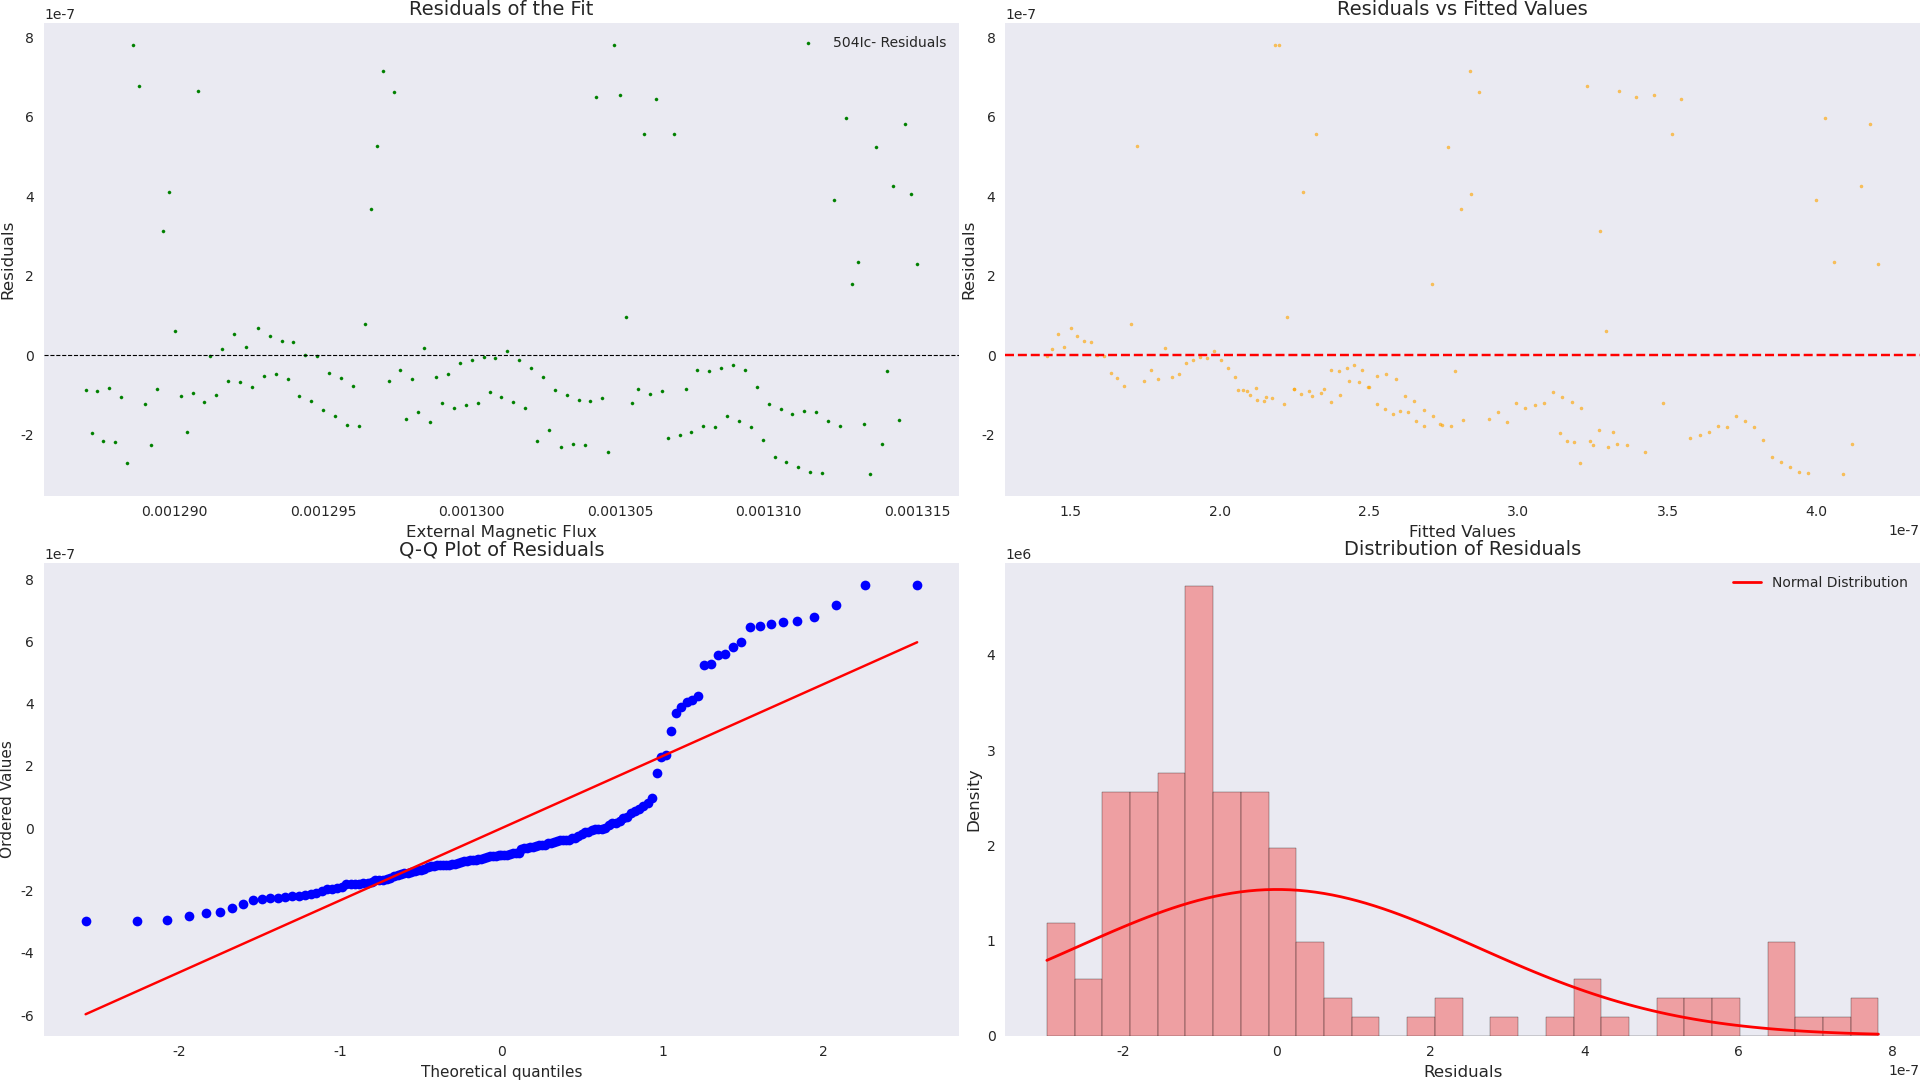 Residuals of the Fit
1e-7
504Ic- Residuals
Residuals
8
6
4
2
0
-2
0.001290 0.001295 0.001300 0.001305 0.001310 0.001315
External Magnetic Flux
Residuals vs Fitted Values
1e-7
Residuals
8
6
4
2
0
-2
1.5 2.0 2.5 3.0 3.5 4.0
Fitted Values
1e-7
Q-Q Plot of Residuals
1e-7
Ordered Values
8
6
4
2
0
-2
-4
-6
-2 -1 0 1 2
Theoretical quantiles
Distribution of Residuals
1e6
Normal Distribution
Density
4
3
2
1
0
-2 0 2 4 6 8
Residuals
1e-7